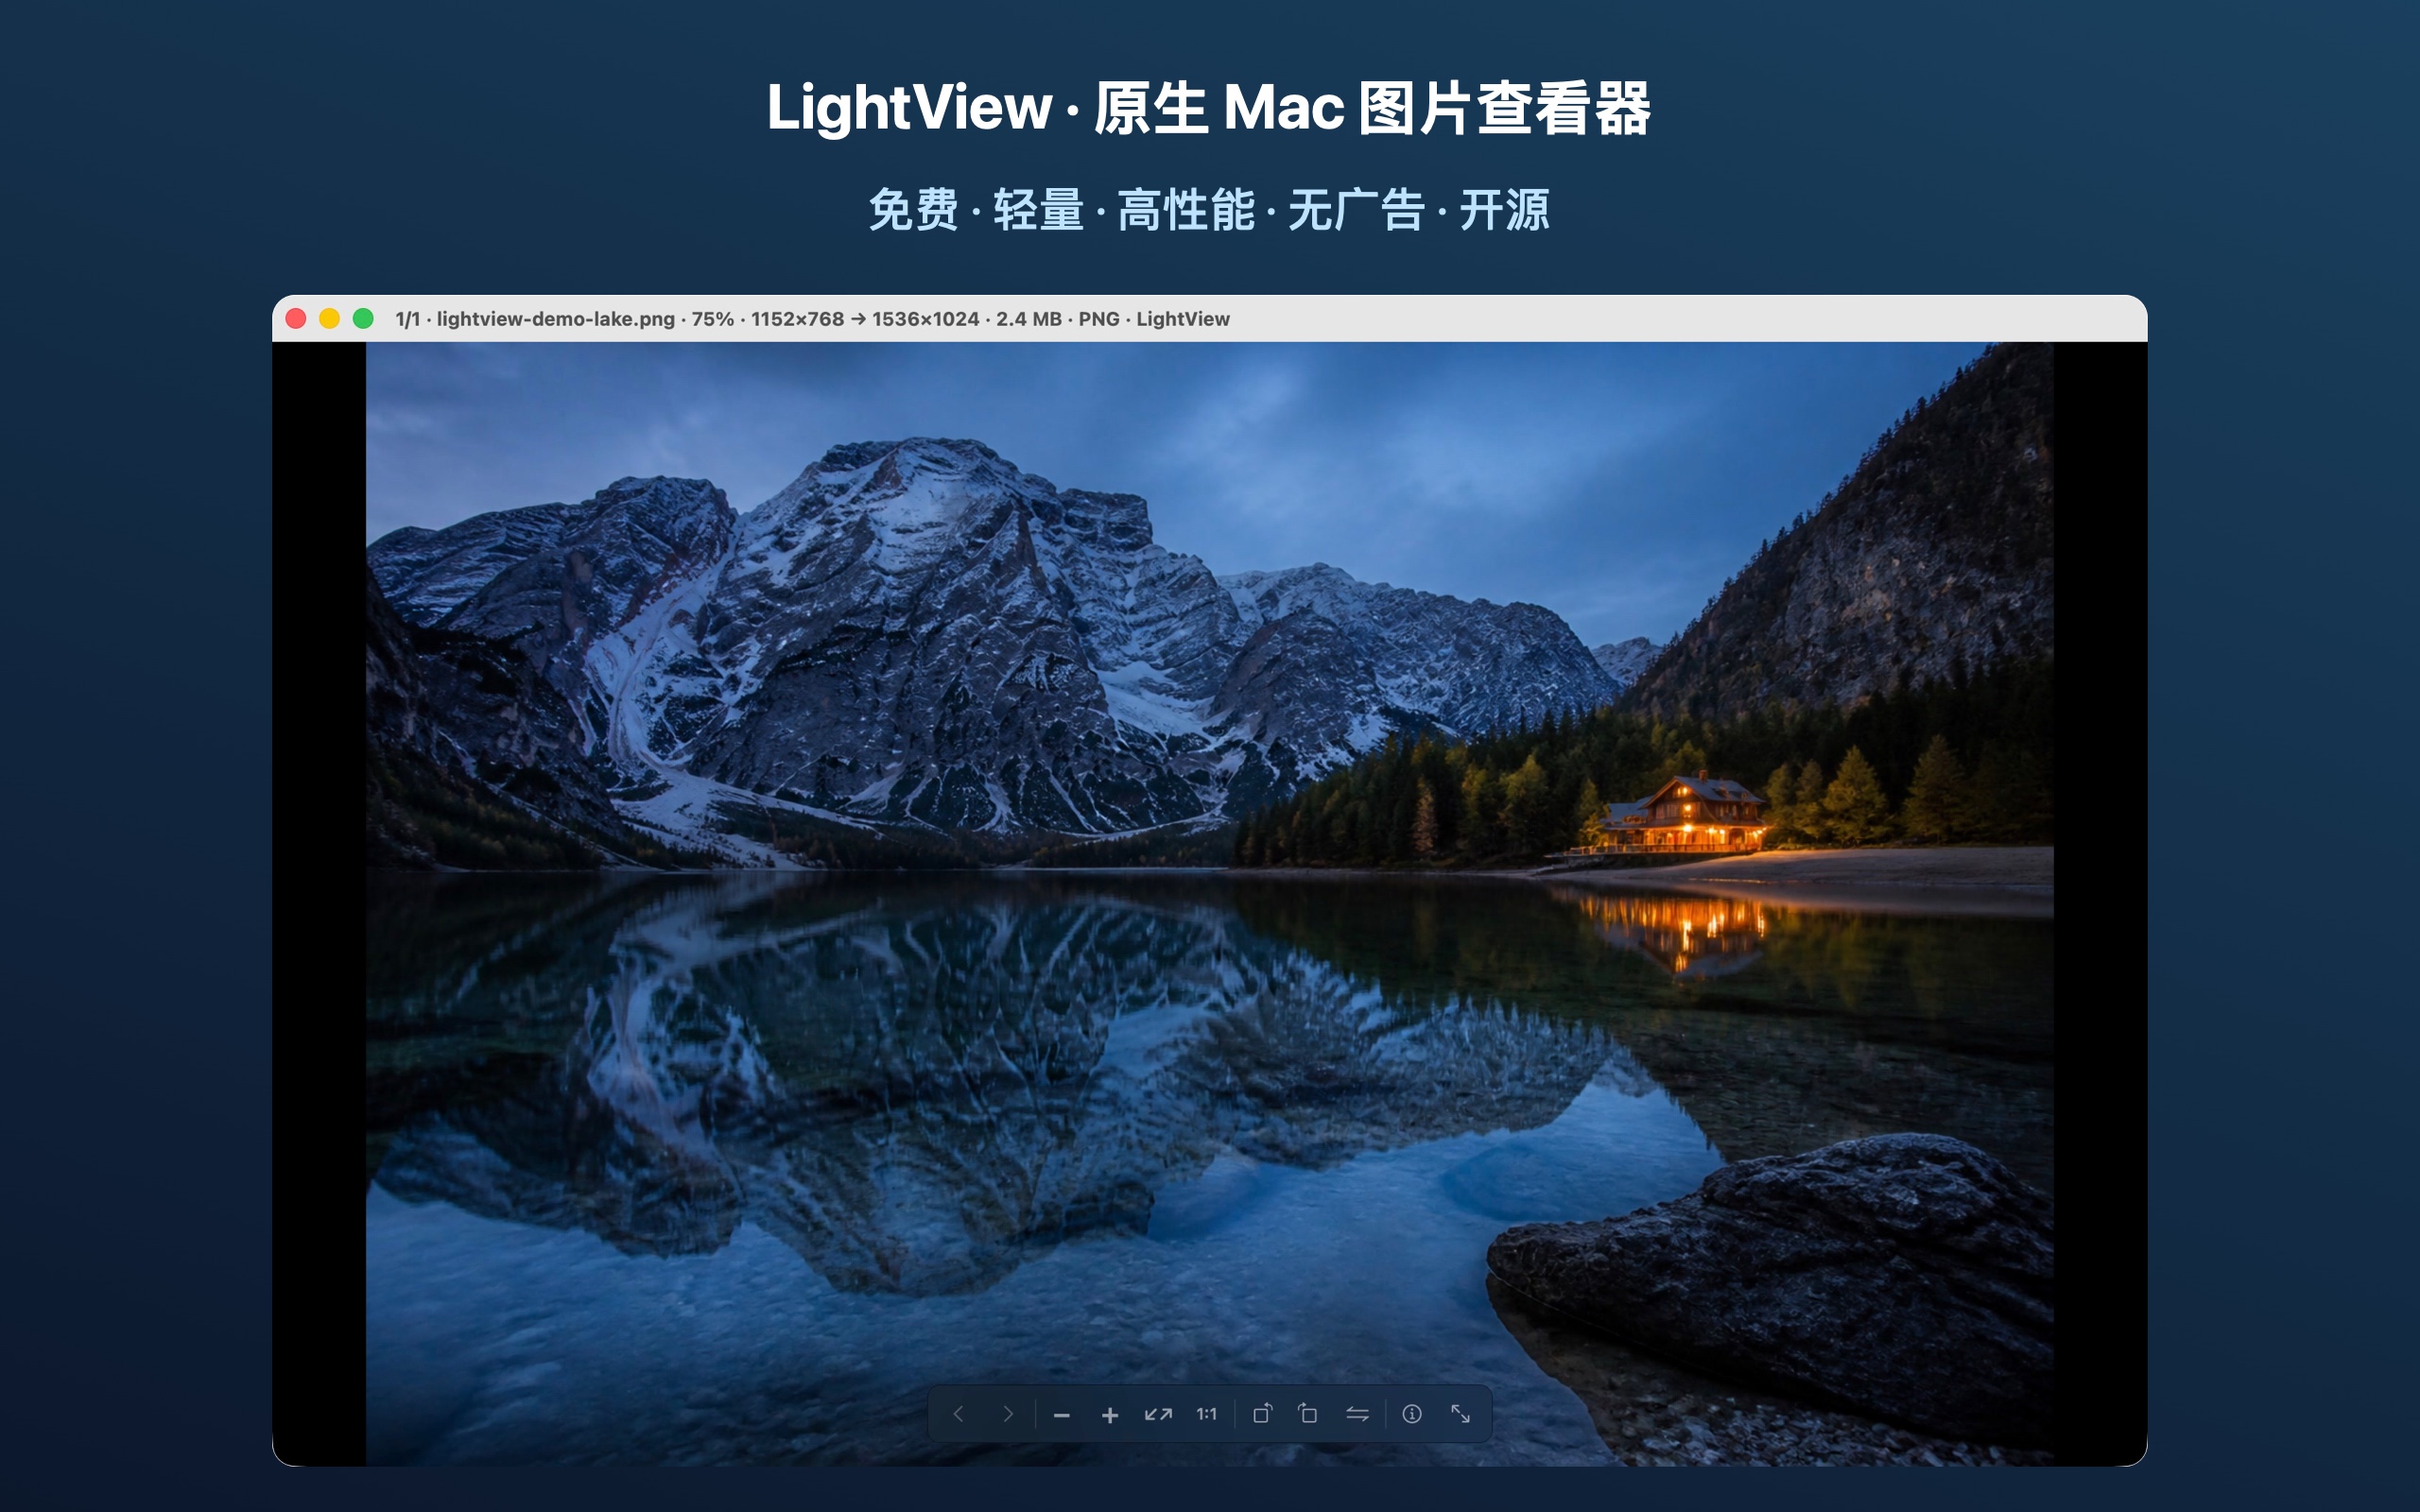 LightView · 原生 Mac 图片查看器
免费 · 轻量 · 高性能 · 无广告 · 开源
1/1 · lightview-demo-lake.png · 75% · 1152×768 → 1536×1024 · 2.4 MB · PNG · LightView
1:1